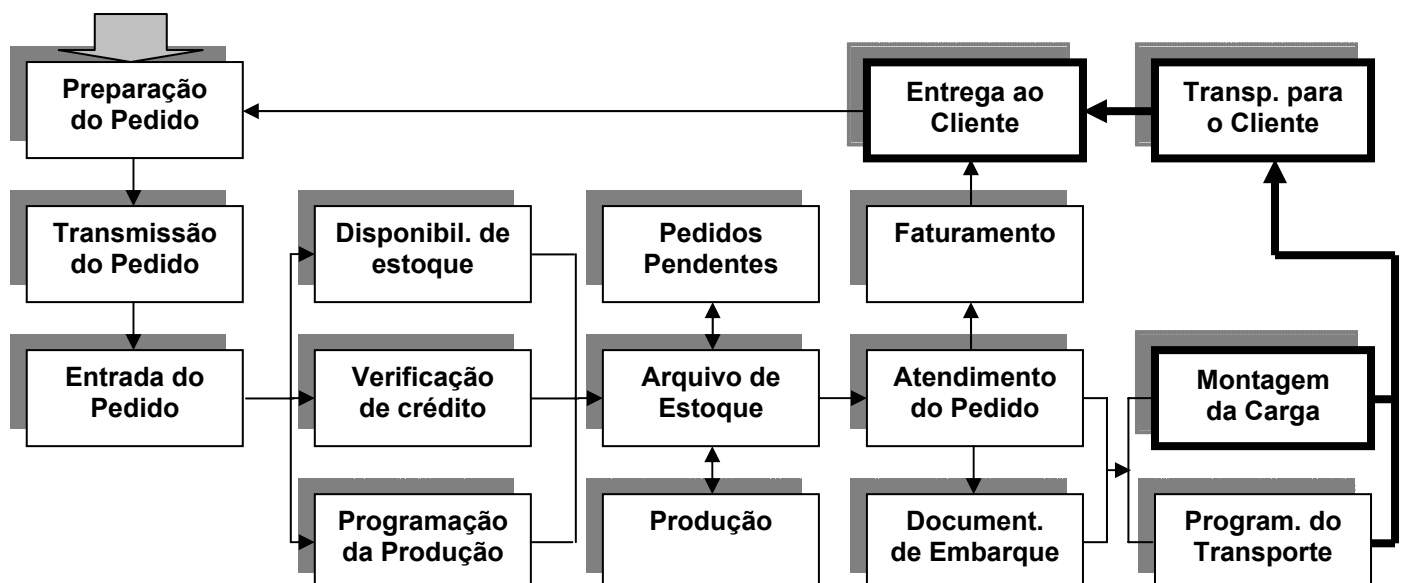 Preparação
do Pedido
Entrega ao
Cliente
Transp. para
o Cliente
Transmissão
do Pedido
Disponibil. de
estoque
Pedidos
Pendentes
Faturamento
Entrada do
Pedido
Verificação
de crédito
Arquivo de
Estoque
Atendimento
do Pedido
Montagem
da Carga
Programação
da Produção
Produção
Document.
de Embarque
Program. do
Transporte